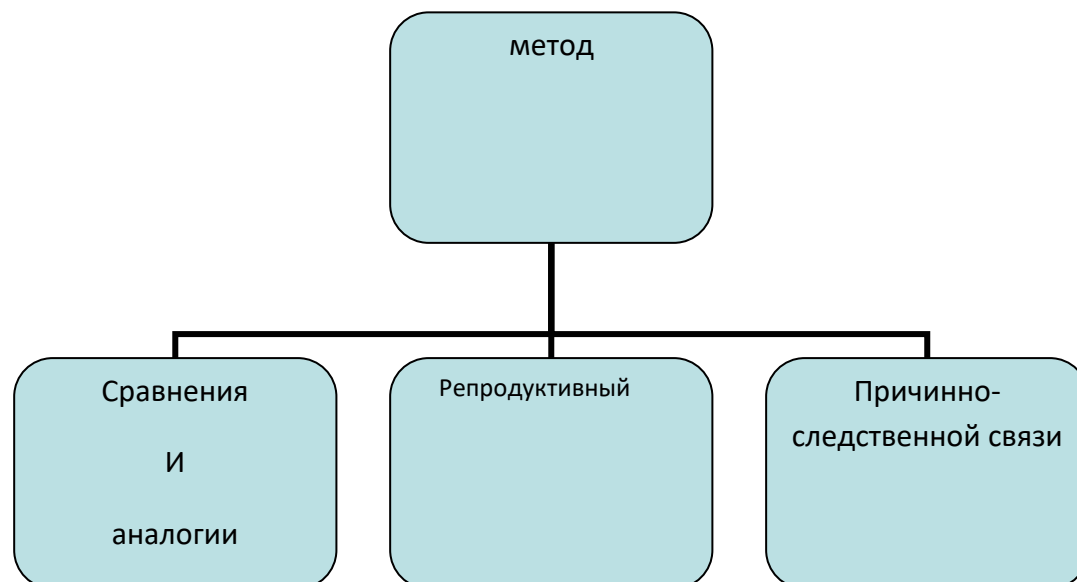 метод
Сравнения
И
аналогии
Репродуктивный
Причинно-
следственной связи